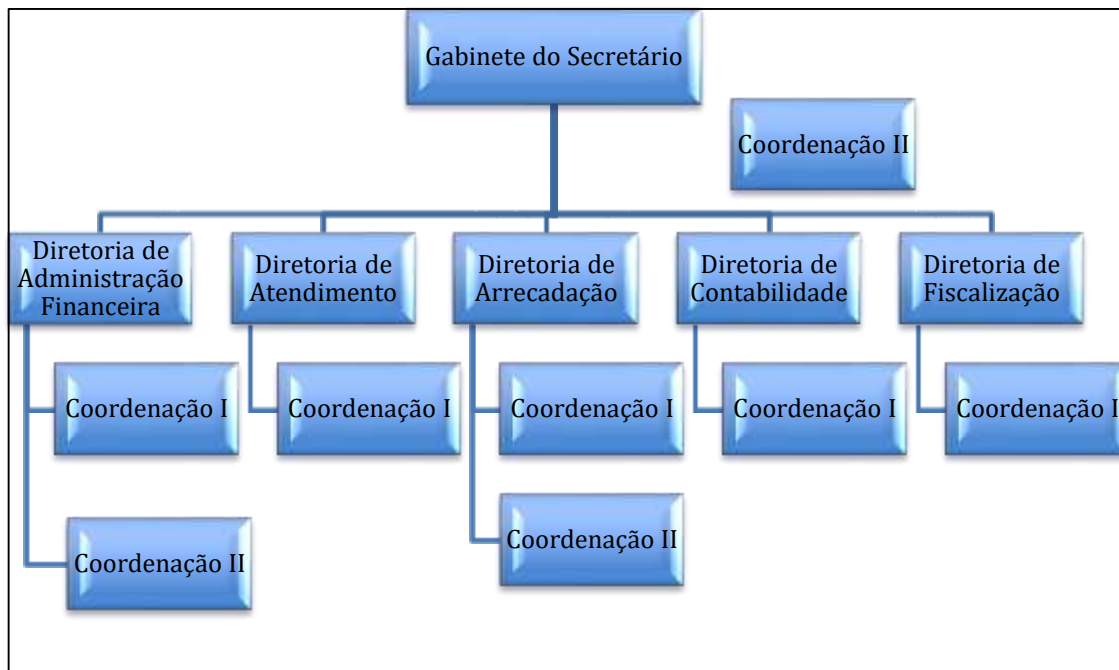 Gabinete do Secretário
Coordenação II
Diretoria de
Administração
Financeira
Diretoria de
Atendimento
Diretoria de
Arrecadação
Diretoria de
Contabilidade
Diretoria de
Fiscalização
Coordenação I
Coordenação I
Coordenação I
Coordenação I
Coordenação I
Coordenação II
Coordenação II